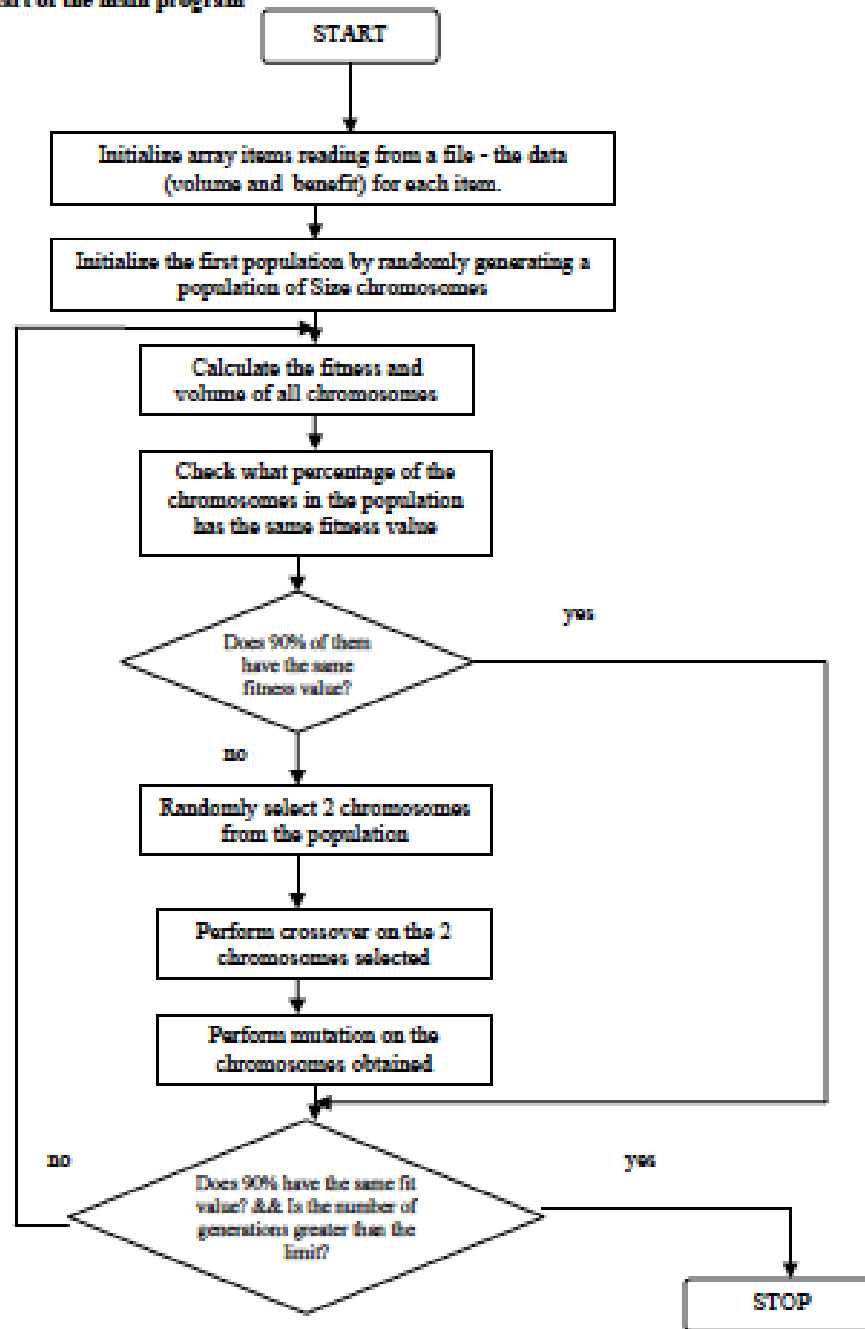 of the main program
START
Initialize array items reading from a file - the data
(volume and benefit) for each item.
Initialize the first population by randomly generating a
population of Size chromosomes
Calculate the fitness and
volume of all chromosomes
Check what percentage of the
chromosomes in the population
has the same fitness value
yes
Does 90% of them
have the same
fitness value?
no
Randomly select 2 chromosomes
from the population
Perform crossover on the 2
chromosomes selected
Perform mutation on the
chromosomes obtained
no
yes
Does 90% have the same fit
value? && Is the number of
generations greater than the
limit?
STOP